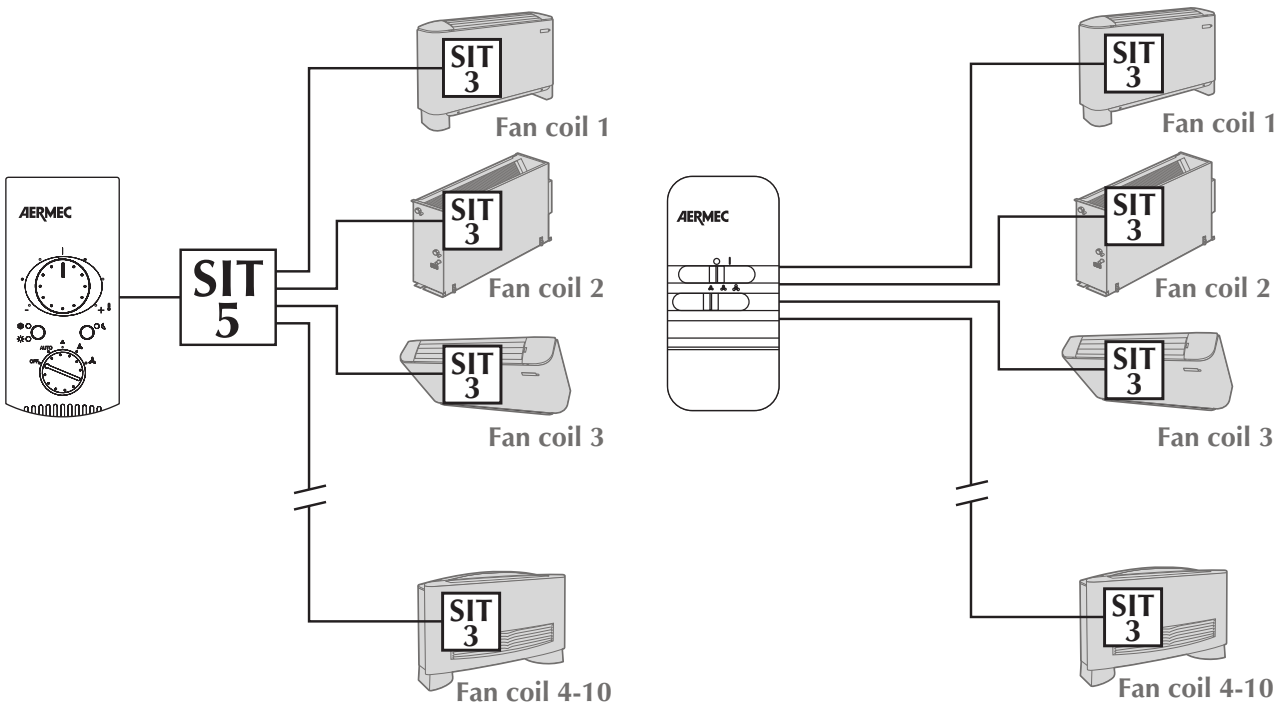 SIT
3
Fan coil 1
AERMEC
- + 
OFF AUTO
SIT
5
SIT
3
Fan coil 2
SIT
3
Fan coil 3
SIT
3
Fan coil 4-10
SIT
3
Fan coil 1
AERMEC
SIT
3
Fan coil 2
SIT
3
Fan coil 3
SIT
3
Fan coil 4-10